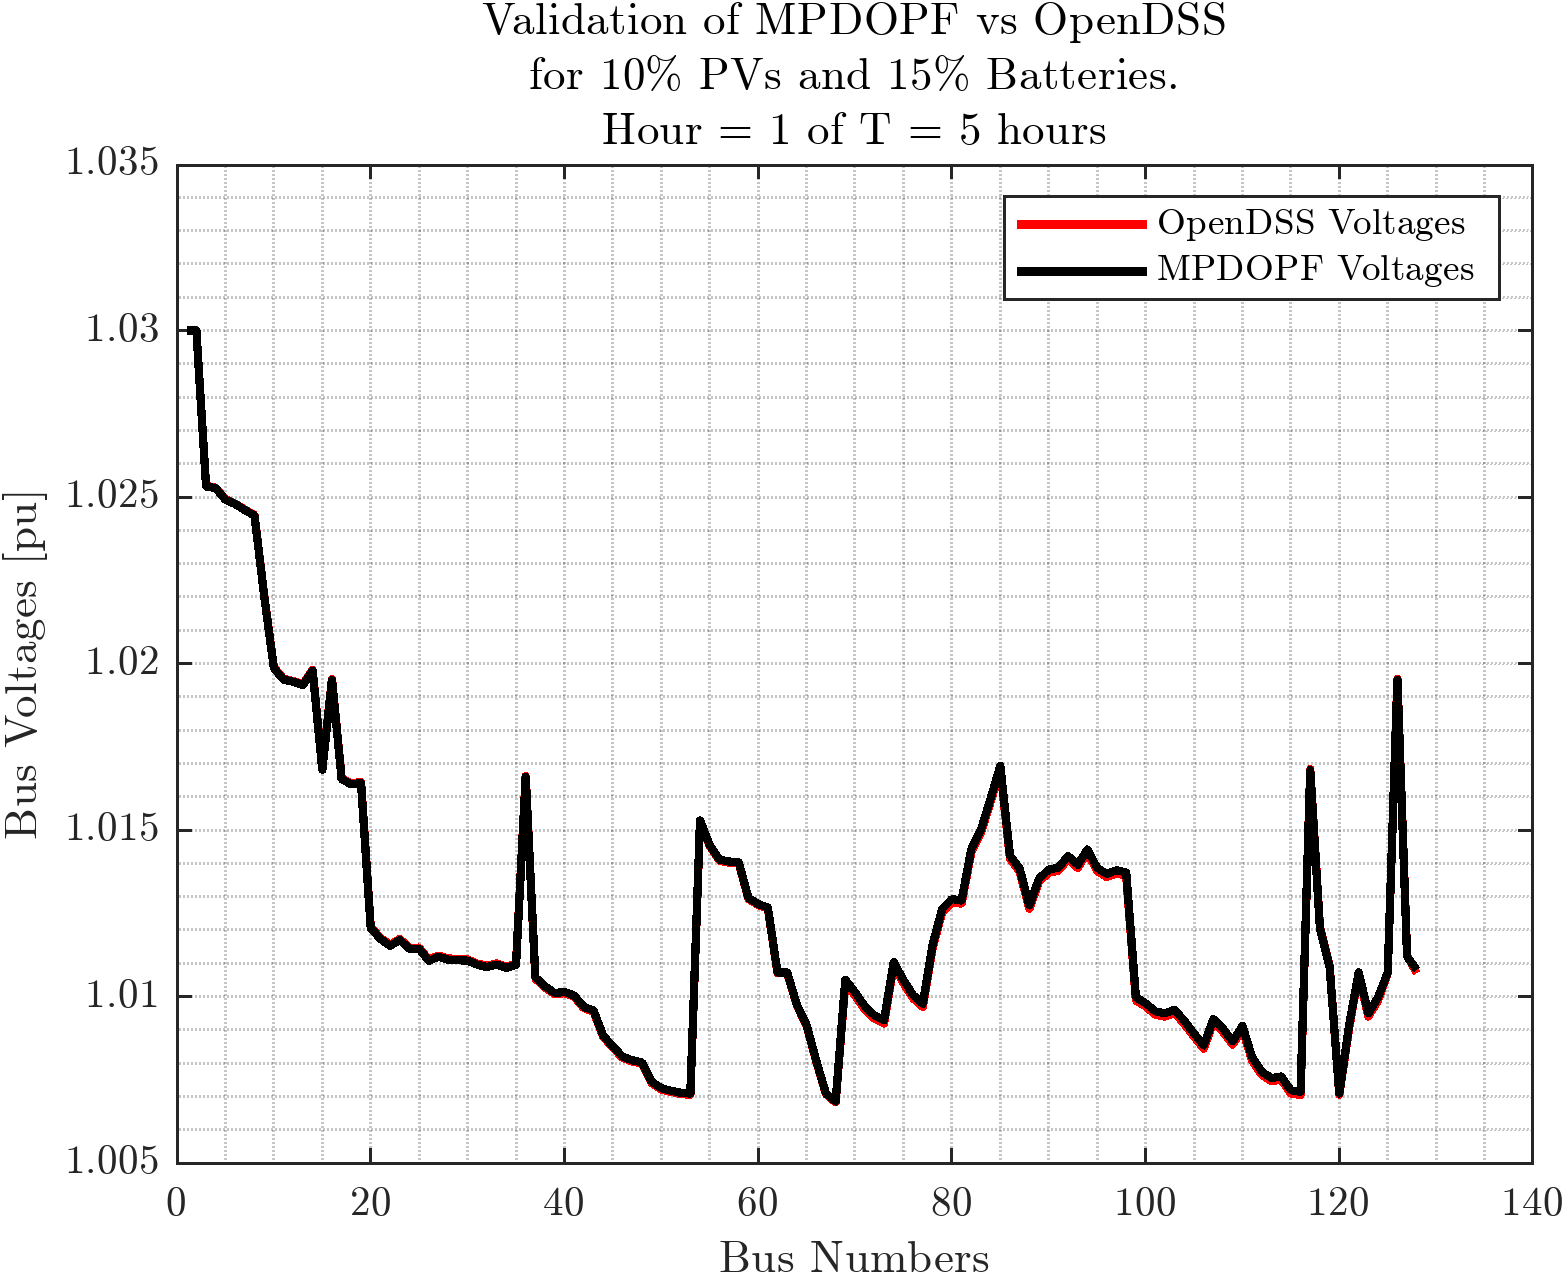 Validation of MPDOPF vs OpenDSS
for 10% PVs and 15% Batteries.
Hour = 1 of T = 5 hours
OpenDSS Voltages
MPDOPF Voltages
Bus Voltages [pu]
1.035
1.03
1.025
1.02
1.015
1.01
1.005
0 20 40 60 80 100 120 140
Bus Numbers